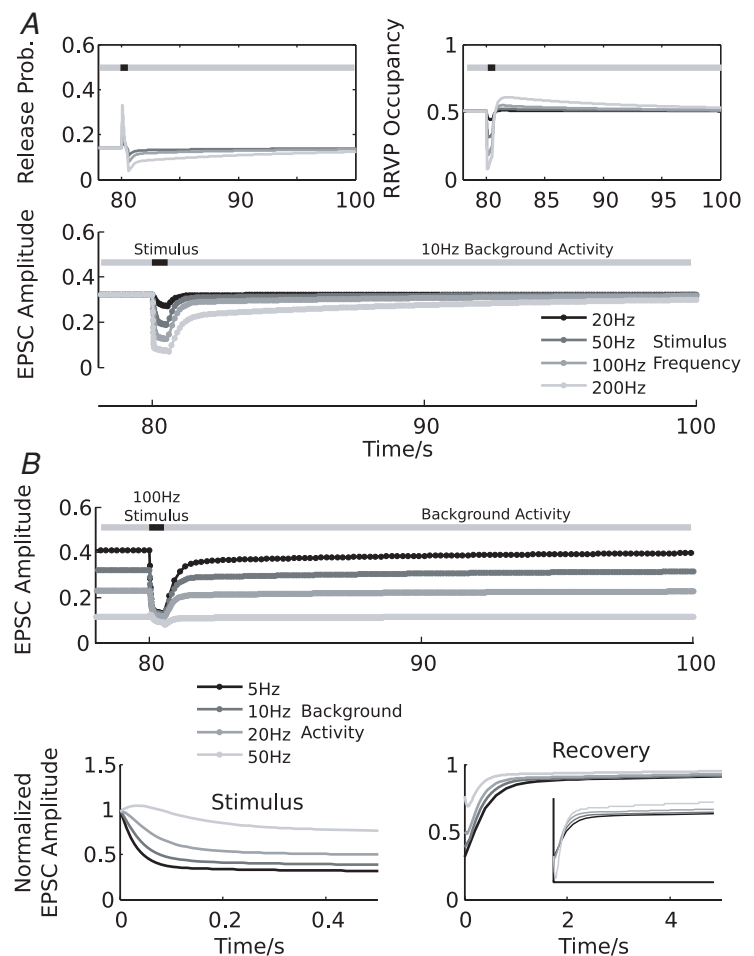 A
Release Prob.
0.6
0.4
0.2
0
80
90
100
RRVP Occupancy
1
0.5
0
80
85
90
95
100
EPSC Amplitude
0.6
0.4
0.2
0
Stimulus
10Hz Background Activity
20Hz
50Hz
100Hz
200Hz
Stimulus
Frequency
80
90
100
Time/s
B
EPSC Amplitude
0.6
0.4
0.2
0
100Hz
Stimulus
Background Activity
80
90
100
5Hz
10Hz
20Hz
50Hz
Background
Activity
Normalized
EPSC Amplitude
1.5
1
0.5
0
Stimulus
0
0.2
0.4
Time/s
1
0.5
0
Recovery
0
2
4
Time/s